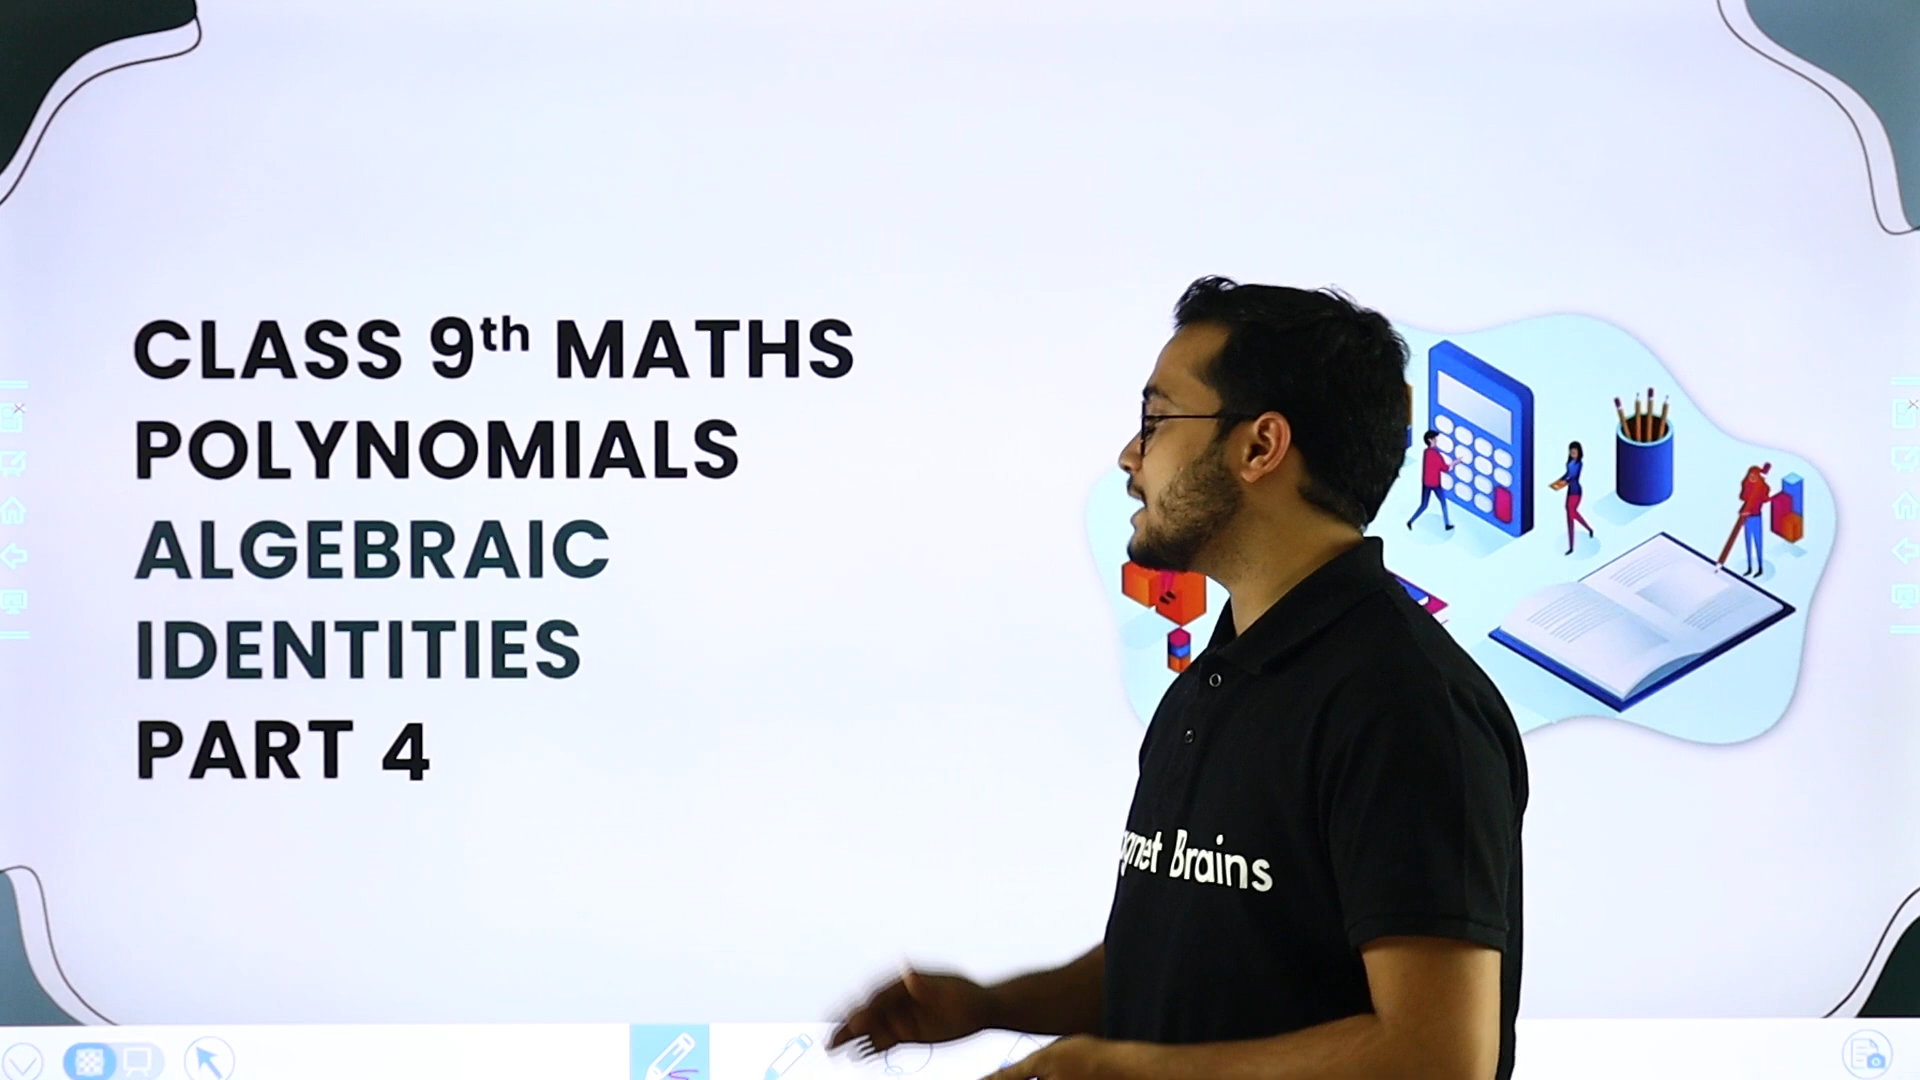 CLASS 9th MATHS
POLYNOMIALS
ALGEBRAIC
IDENTITIES
PART 4
Brains